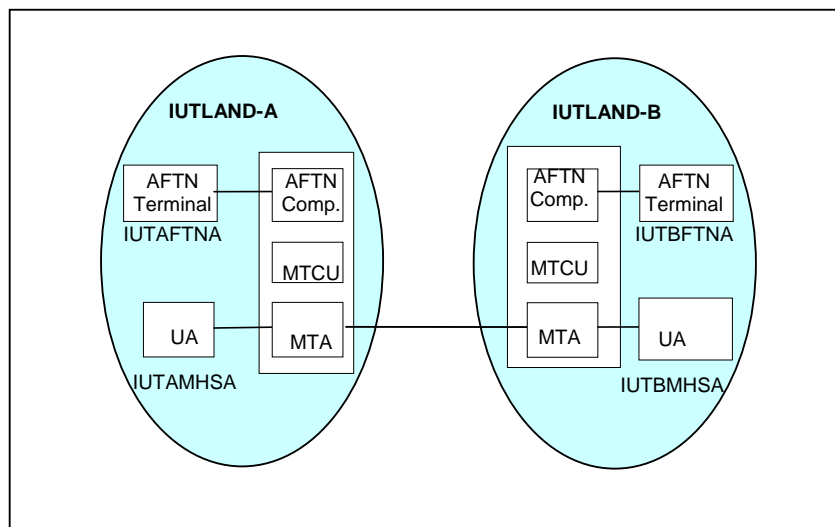 IUTLAND-A
AFTN
Terminal
IUTAFTNA
AFTN
Comp.
MTCU
UA
MTA
IUTAMHSA
IUTLAND-B
AFTN
Comp.
AFTN
Terminal
IUTBFTNA
MTCU
MTA
UA
IUTBMHSA